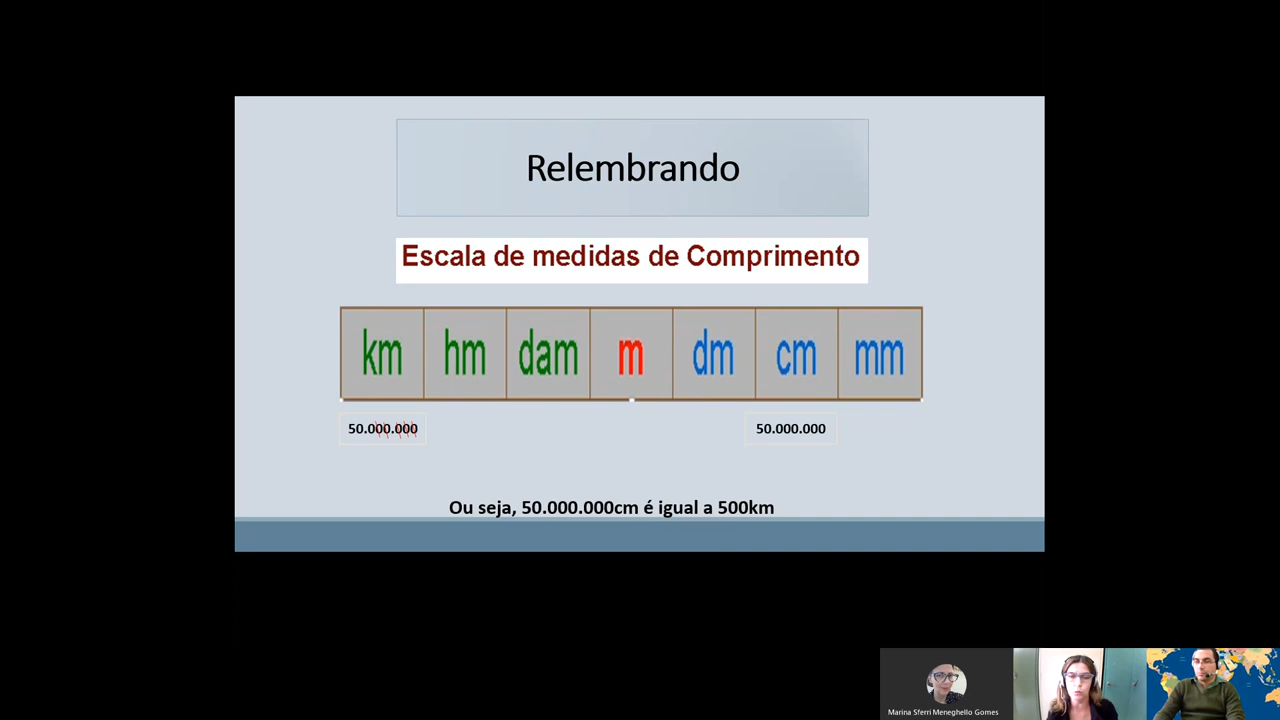 Relembrando
Escala de medidas de Comprimento
km hm dam m dm cm mm
50.000.000 50.000.000
Ou seja, 50.000.000cm é igual a 500km
Marina Sferri Meneghello Gomes